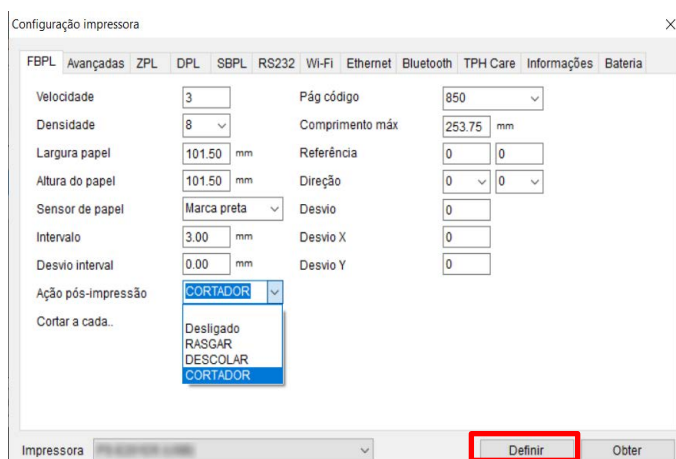 Configuração impressora
FBPL Avançadas ZPL DPL SBPL RS232 Wi-Fi Ethernet Bluetooth TPH Care Informações Bateria
Velocidade 3 Pág código 850
Densidade 8 Comprimento máx 253.75 mm
Largura papel 101.50 mm Referência 0 0
Altura do papel 101.50 mm Direção 0 0
Sensor de papel Marca preta Desvio 0
Intervalo 3.00 mm Desvio X 0
Desvio interval 0.00 mm Desvio Y 0
Ação pós-impressão CORTADOR
Cortar a cada..
Desligado
RASGAR
DESCOLAR
CORTADOR
Impressora Definir Obter